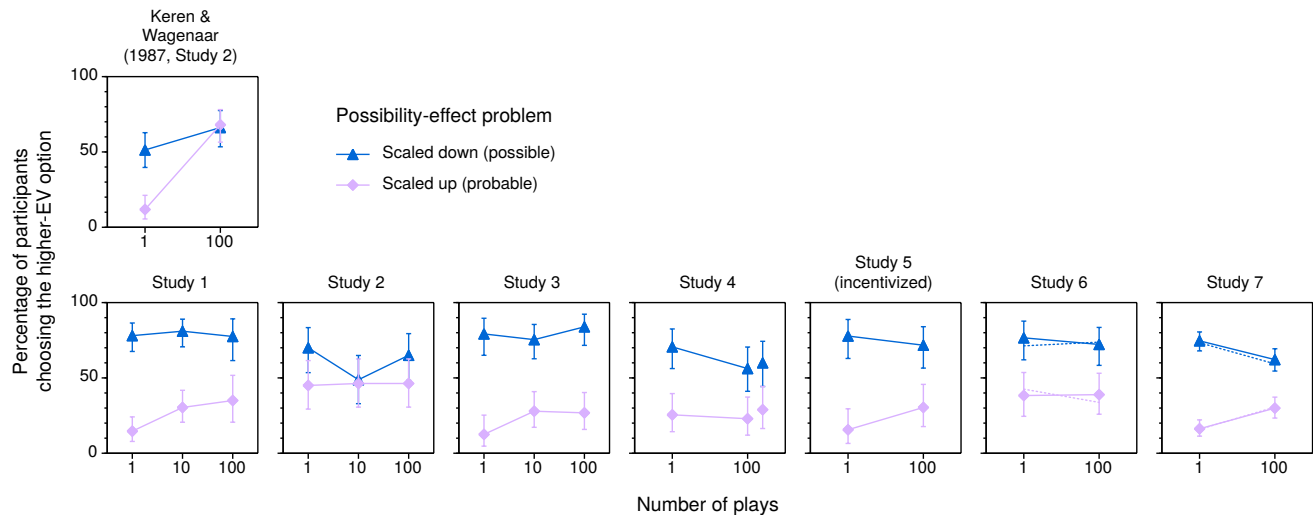 Keren &
Wagenaar
(1987, Study 2)
100
50
0
1 100
Possibility-effect problem
Scaled down (possible)
Scaled up (probable)
Percentage of participants
choosing the higher-EV option
Study 1
Study 2
Study 3
Study 4
Study 5
(incentivized)
Study 6
Study 7
100
50
0
1 10 100
1 10 100
1 10 100
1 100
1 100
1 100
1 100
Number of plays